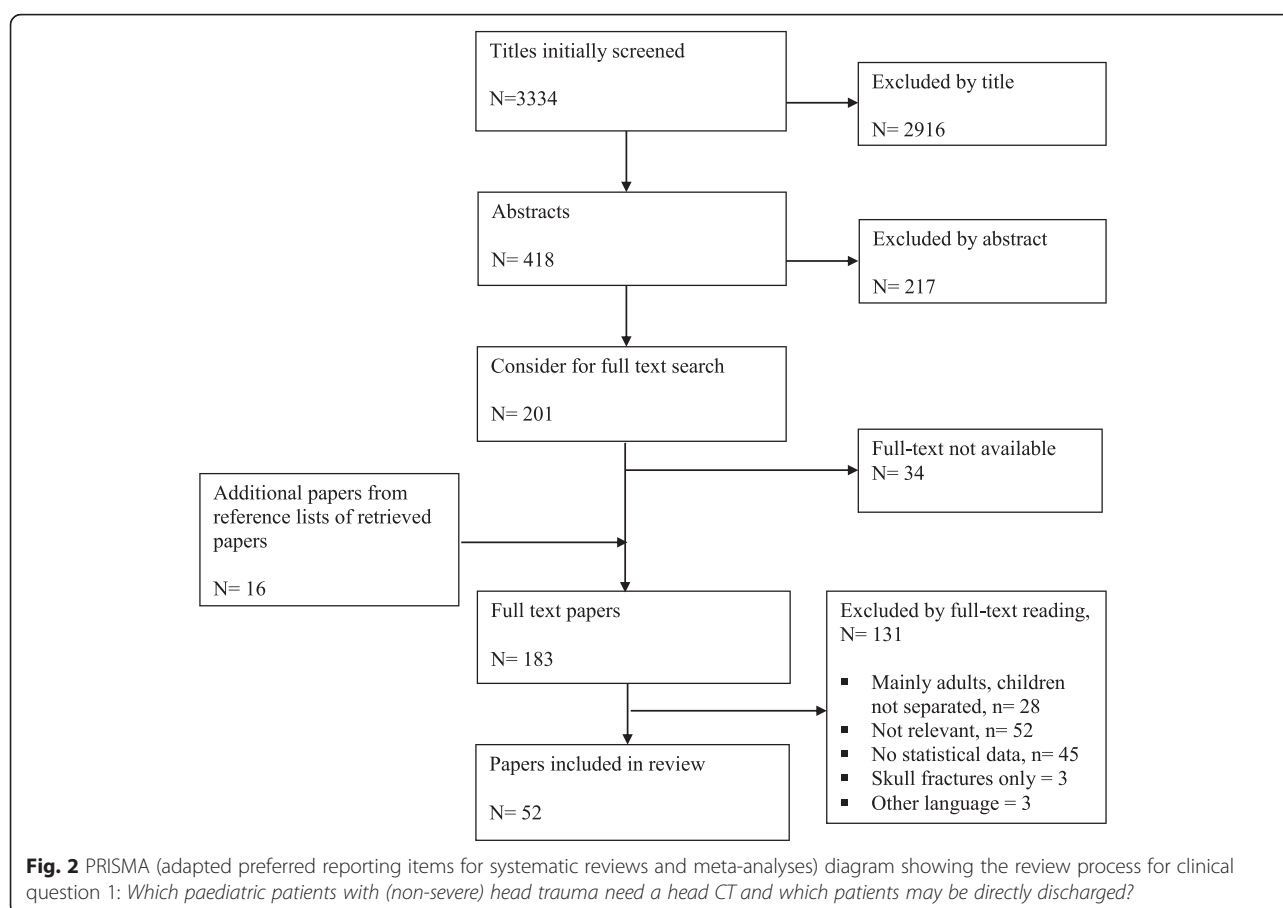 Titles initially screened
N=3334
Excluded by title
N= 2916
Abstracts
N= 418
Excluded by abstract
N= 217
Consider for full text search
N= 201
Full-text not available
N= 34
Additional papers from
reference lists of retrieved
papers
N= 16
Full text papers
N= 183
Excluded by full-text reading,
N= 131
▪ Mainly adults, children
not separated, n= 28
▪ Not relevant, n= 52
▪ No statistical data, n= 45
▪ Skull fractures only = 3
▪ Other language = 3
Papers included in review
N= 52
Fig. 2 PRISMA (adapted preferred reporting items for systematic reviews and meta-analyses) diagram showing the review process for clinical
question 1: Which paediatric patients with (non-severe) head trauma need a head CT and which patients may be directly discharged?